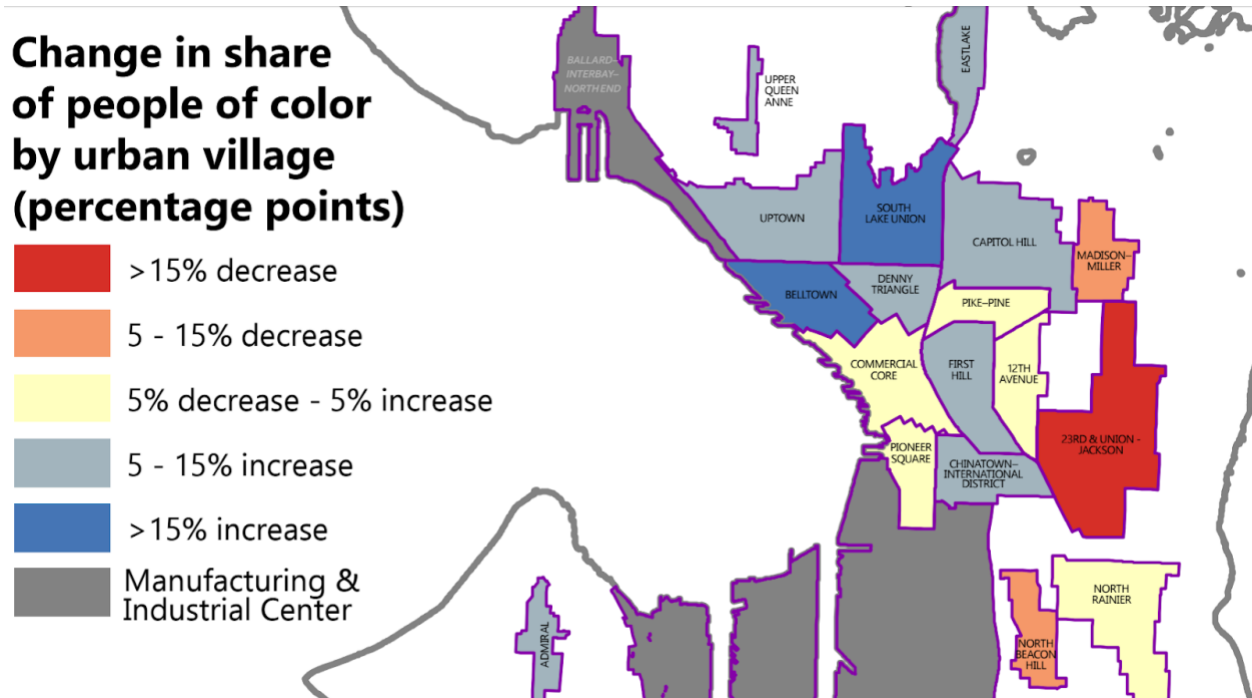 Change in share
of people of color
by urban village
(percentage points)
>15% decrease
5 - 15% decrease
5% decrease - 5% increase
5 - 15% increase
>15% increase
Manufacturing &
Industrial Center
BALLARD–
INTERBAY–
NORTH END
UPPER
QUEEN
ANNE
EASTLAKE
UPTOWN
SOUTH
LAKE UNION
CAPITOL HILL
MADISON–
MILLER
BELLTOWN
DENNY
TRIANGLE
PIKE–PINE
COMMERCIAL
CORE
FIRST
HILL
12TH
AVENUE
23RD & UNION -
JACKSON
PIONEER
SQUARE
CHINATOWN–
INTERNATIONAL
DISTRICT
ADMIRAL
NORTH
BEACON
HILL
NORTH
RAINIER